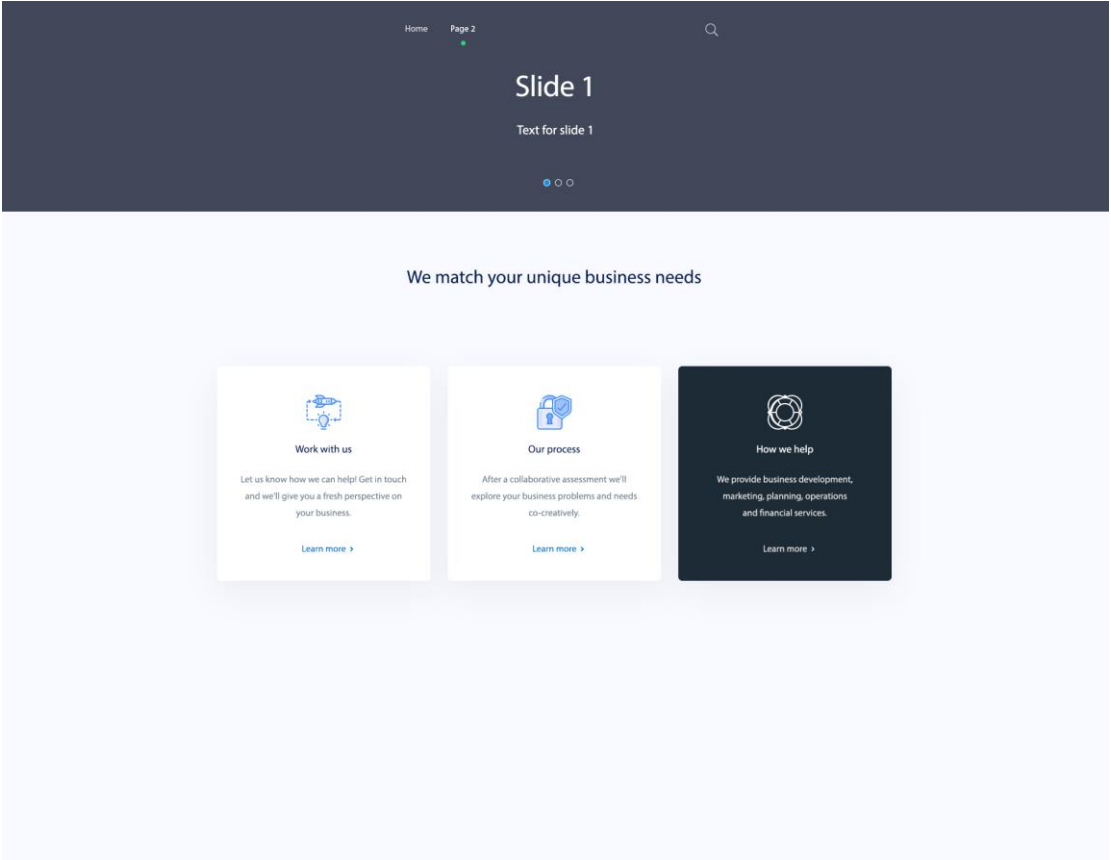 Home Page 2
Slide 1
Text for slide 1
We match your unique business needs
Work with us
Let us know how we can help! Get in touch
and we'll give you a fresh perspective on
your business.
Learn more ›
Our process
After a collaborative assessment we'll
explore your business problems and needs
co-creatively.
Learn more ›
How we help
We provide business development,
marketing, planning, operations
and financial services.
Learn more ›